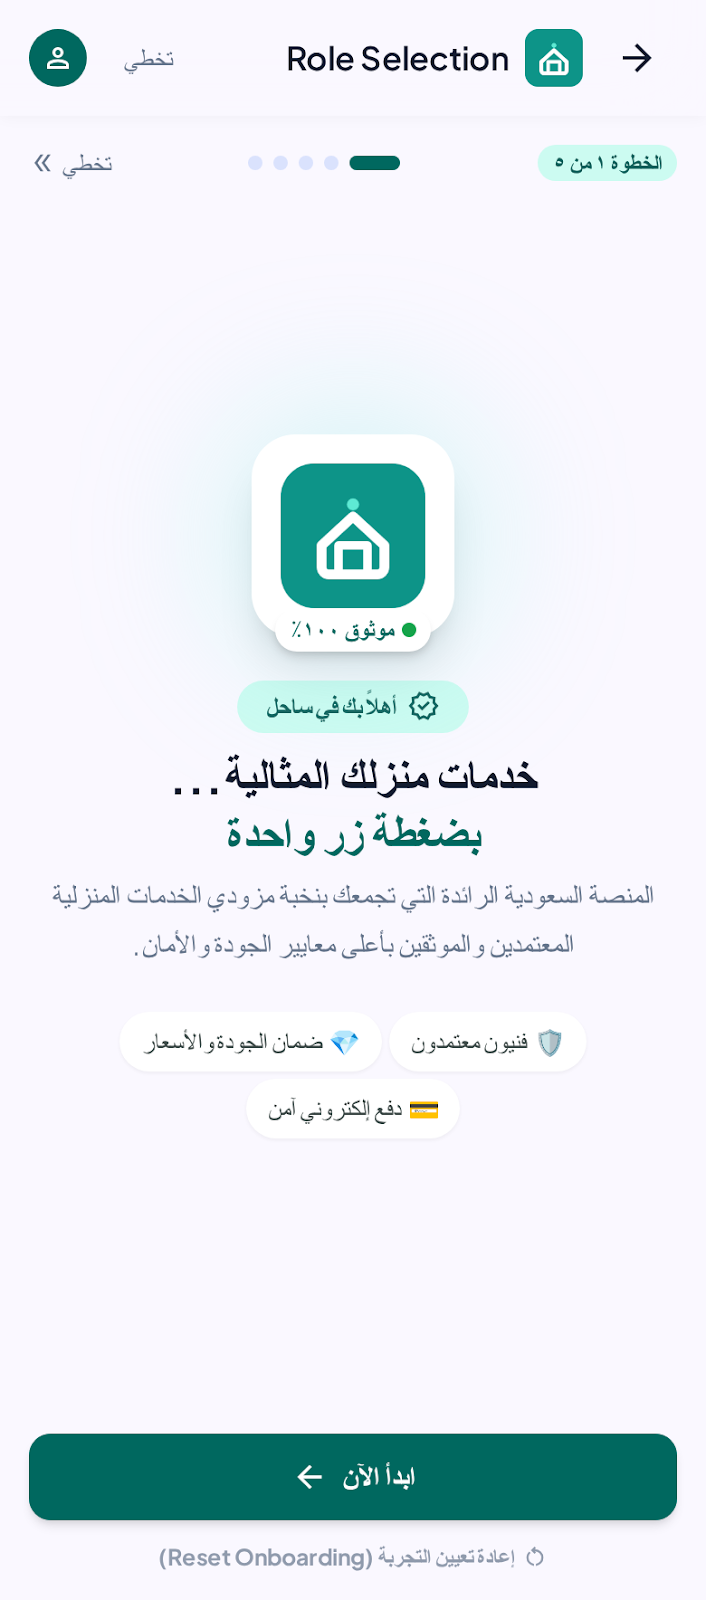 Role Selection
تخطي
الخطوة ١ من ٥
تخطي
موثوق ١٠٠٪
أهلاً بك في ساحل
خدمات منزلك المثالية...
بضغطة زر واحدة
المنصة السعودية الرائدة التي تجمعك بنخبة مزودي الخدمات المنزلية
المعتمدين والموثقين بأعلى معايير الجودة والأمان.
فنيون معتمدون
ضمان الجودة والأسعار
دفع إلكتروني آمن
ابدأ الآن
إعادة تعيين التجربة (Reset Onboarding)